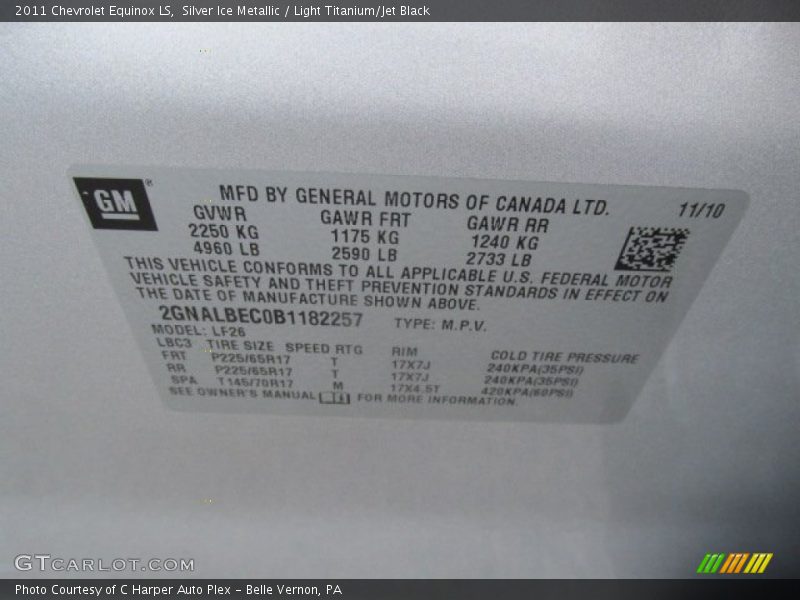 2011 Chevrolet Equinox LS,  Silver Ice Metallic / Light Titanium/Jet Black
GM®
MFD BY GENERAL MOTORS OF CANADA LTD. 11/10
GVWR GAWR FRT GAWR RR
2250 KG 1175 KG 1240 KG
4960 LB 2590 LB 2733 LB
THIS VEHICLE CONFORMS TO ALL APPLICABLE U.S. FEDERAL MOTOR
VEHICLE SAFETY AND THEFT PREVENTION STANDARDS IN EFFECT ON
THE DATE OF MANUFACTURE SHOWN ABOVE.
2GNALBEC0B1182257 TYPE: M.P.V.
MODEL: LF26
LBC3 TIRE SIZE SPEED RTG RIM COLD TIRE PRESSURE
FRT P225/65R17 T 17X7J 240KPA(35PSI)
RR P225/65R17 T 17X7J 240KPA(35PSI)
SPA T145/70R17 M 17X4.5T 420KPA(60PSI)
SEE OWNER'S MANUAL FOR MORE INFORMATION.
GTCARLOT.COM
Photo Courtesy of C Harper Auto Plex – Belle Vernon, PA